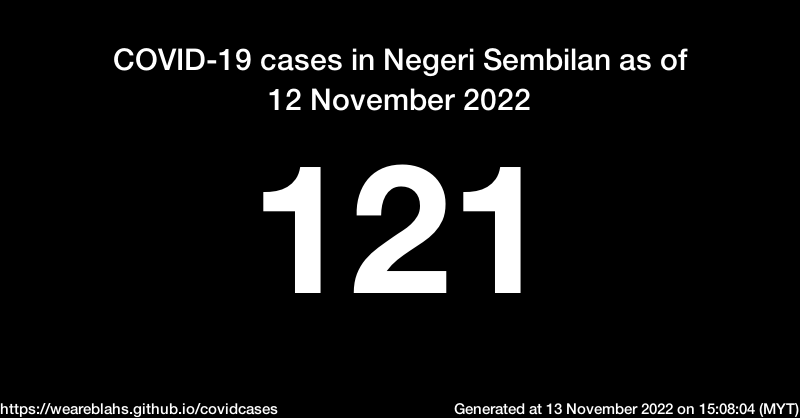 COVID-19 cases in Negeri Sembilan as of
12 November 2022
121
https://weareblahs.github.io/covidcases
Generated at 13 November 2022 on 15:08:04 (MYT)